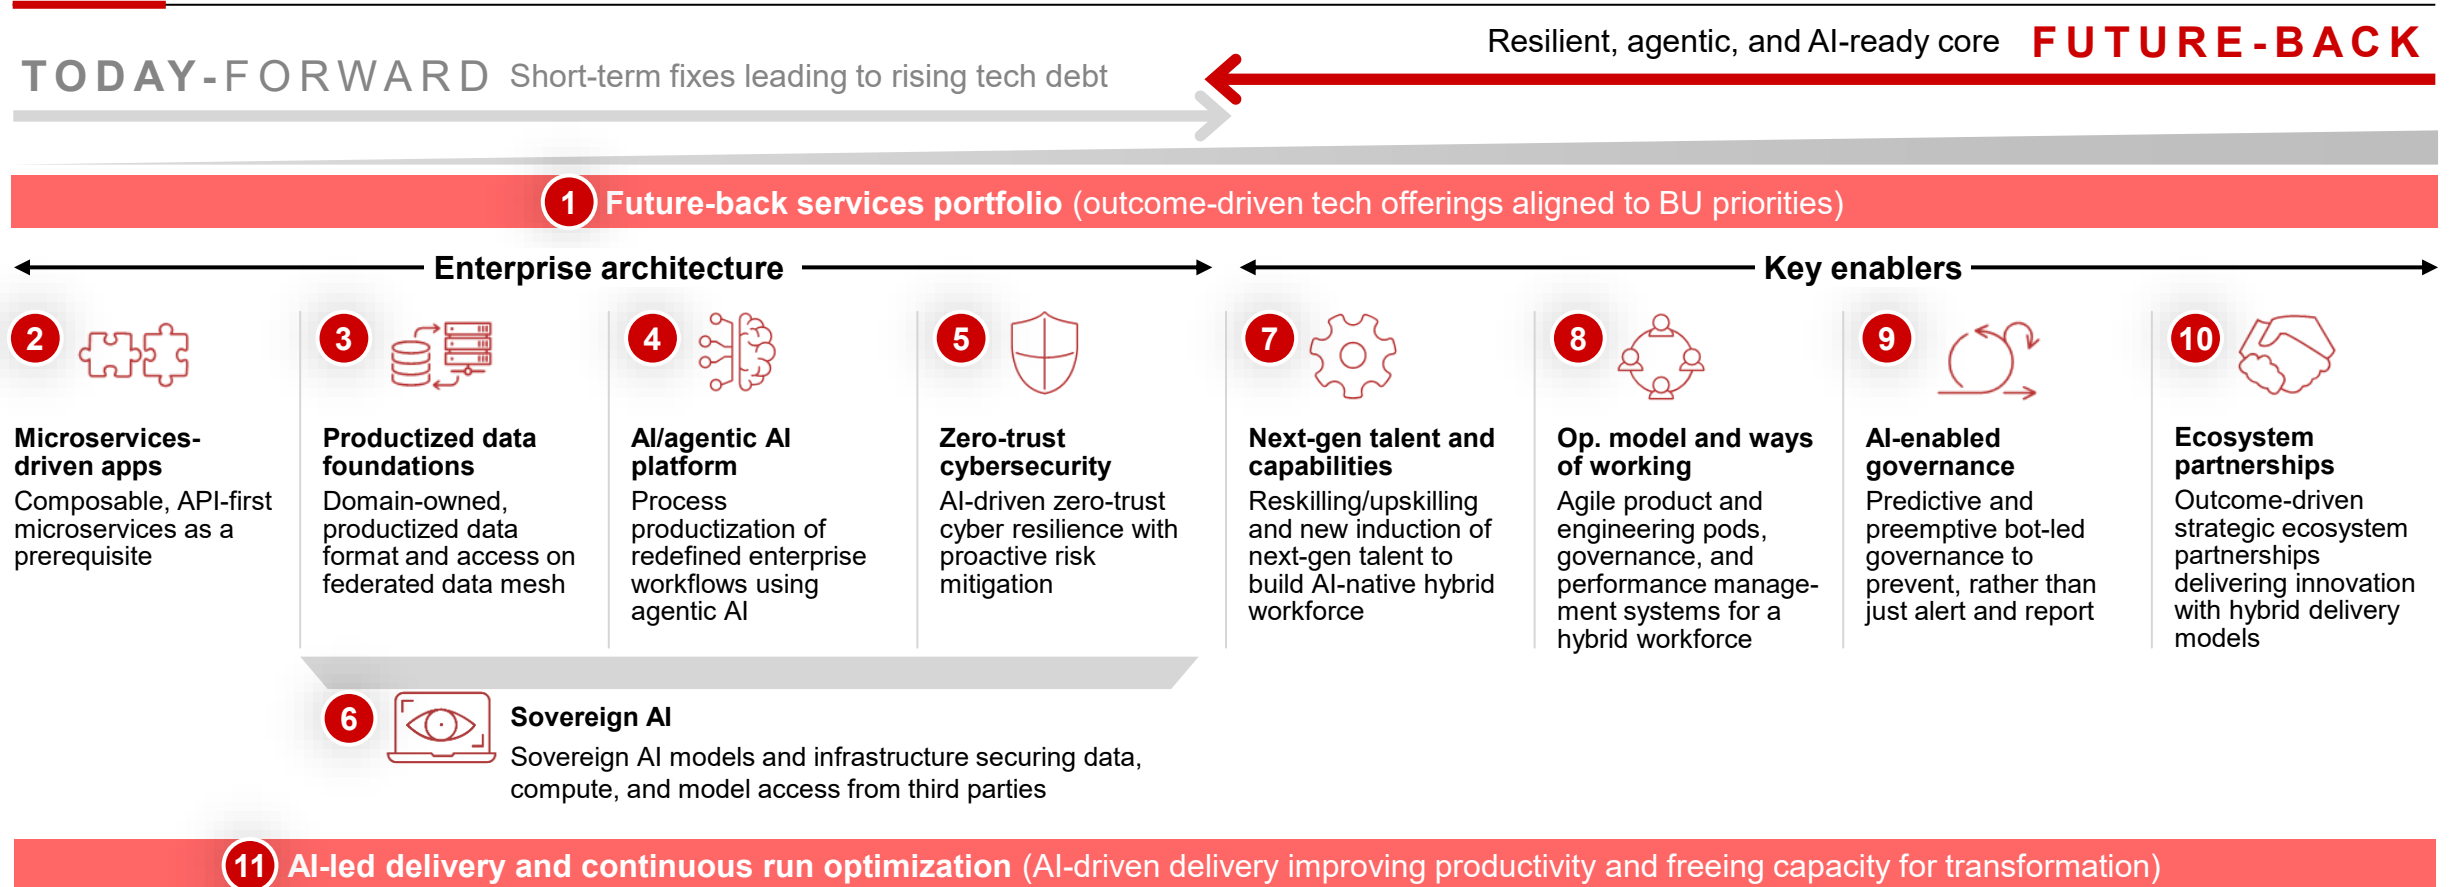 TODAY-FORWARD Short-term fixes leading to rising tech debt
Resilient, agentic, and AI-ready core FUTURE-BACK
1 Future-back services portfolio (outcome-driven tech offerings aligned to BU priorities)
Enterprise architecture
Key enablers
2
Microservices-
driven apps
Composable, API-first
microservices as a
prerequisite
3
Productized data
foundations
Domain-owned,
productized data
format and access on
federated data mesh
4
AI/agentic AI
platform
Process
productization of
redefined enterprise
workflows using
agentic AI
5
Zero-trust
cybersecurity
AI-driven zero-trust
cyber resilience with
proactive risk
mitigation
6
Sovereign AI
Sovereign AI models and infrastructure securing data,
compute, and model access from third parties
7
Next-gen talent and
capabilities
Reskilling/upskilling
and new induction of
next-gen talent to
build AI-native hybrid
workforce
8
Op. model and ways
of working
Agile product and
engineering pods,
governance, and
performance manage-
ment systems for a
hybrid workforce
9
AI-enabled
governance
Predictive and
preemptive bot-led
governance to
prevent, rather than
just alert and report
10
Ecosystem
partnerships
Outcome-driven
strategic ecosystem
partnerships
delivering innovation
with hybrid delivery
models
11 AI-led delivery and continuous run optimization (AI-driven delivery improving productivity and freeing capacity for transformation)